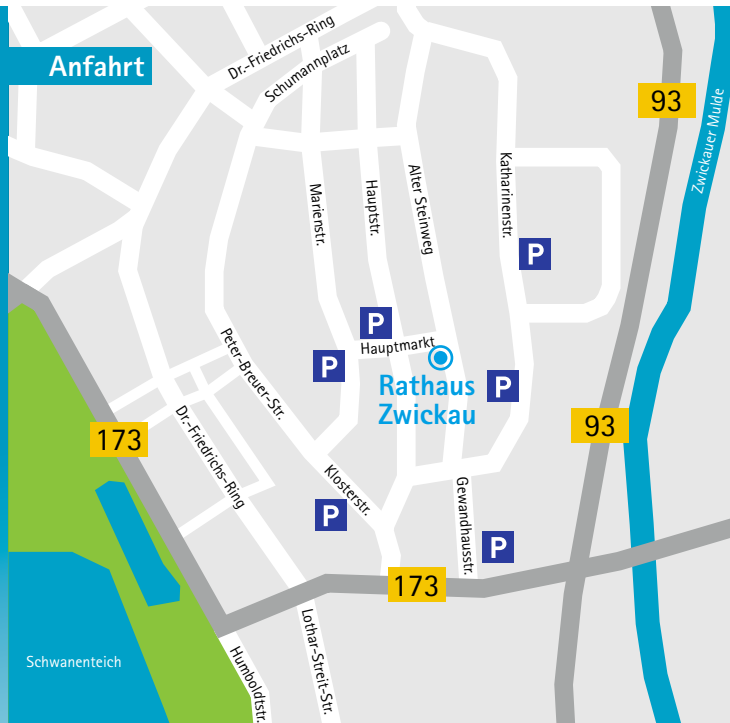 Anfahrt
Dr.-Friedrichs-Ring
Schumannplatz
93
Zwickauer Mulde
Marienstr.
Hauptstr.
Alter Steinweg
Katharinenstr.
P
P
Hauptmarkt
P
Peter-Breuer-Str.
Rathaus
Zwickau
P
173
Dr.-Friedrichs-Ring
93
Klosterstr.
Gewandhausstr.
P
P
173
Schwanenteich
Humboldtstr.
Lothar-Streit-Str.